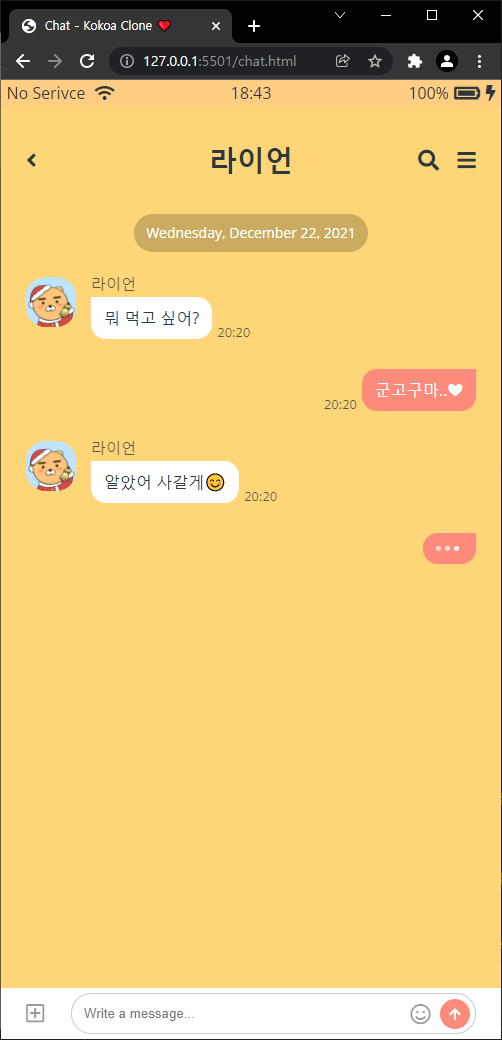 Chat - Kokoa Clone ❤
127.0.0.1:5501/chat.html
No Serivce 18:43 100%
라이언
Wednesday, December 22, 2021
라이언
뭐 먹고 싶어? 20:20
20:20 군고구마..♥
라이언
알았어 사갈게😊 20:20
•••
Write a message...